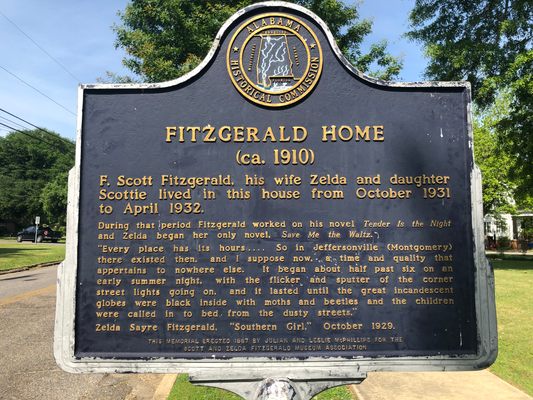 ALABAMA
HISTORICAL COMMISSION
FITZGERALD HOME
(ca. 1910)
F. Scott Fitzgerald, his wife Zelda and daughter
Scottie lived in this house from October 1931
to April 1932.
During that period Fitzgerald worked on his novel Tender Is the Night
and Zelda began her only novel, Save Me the Waltz.
"Every place has its hours..... So in Jeffersonville (Montgomery)
there existed then, and I suppose now, a time and quality that
appertains to nowhere else. It began about half past six on an
early summer night, with the flicker and sputter of the corner
street lights going on, and it lasted until the great incandescent
globes were black inside with moths and beetles and the children
were called in to bed from the dusty streets."
Zelda Sayre Fitzgerald, "Southern Girl," October 1929.
THIS MEMORIAL ERECTED 1987 BY JULIAN AND LESLIE McPHILLIPS FOR THE
SCOTT AND ZELDA FITZGERALD MUSEUM ASSOCIATION